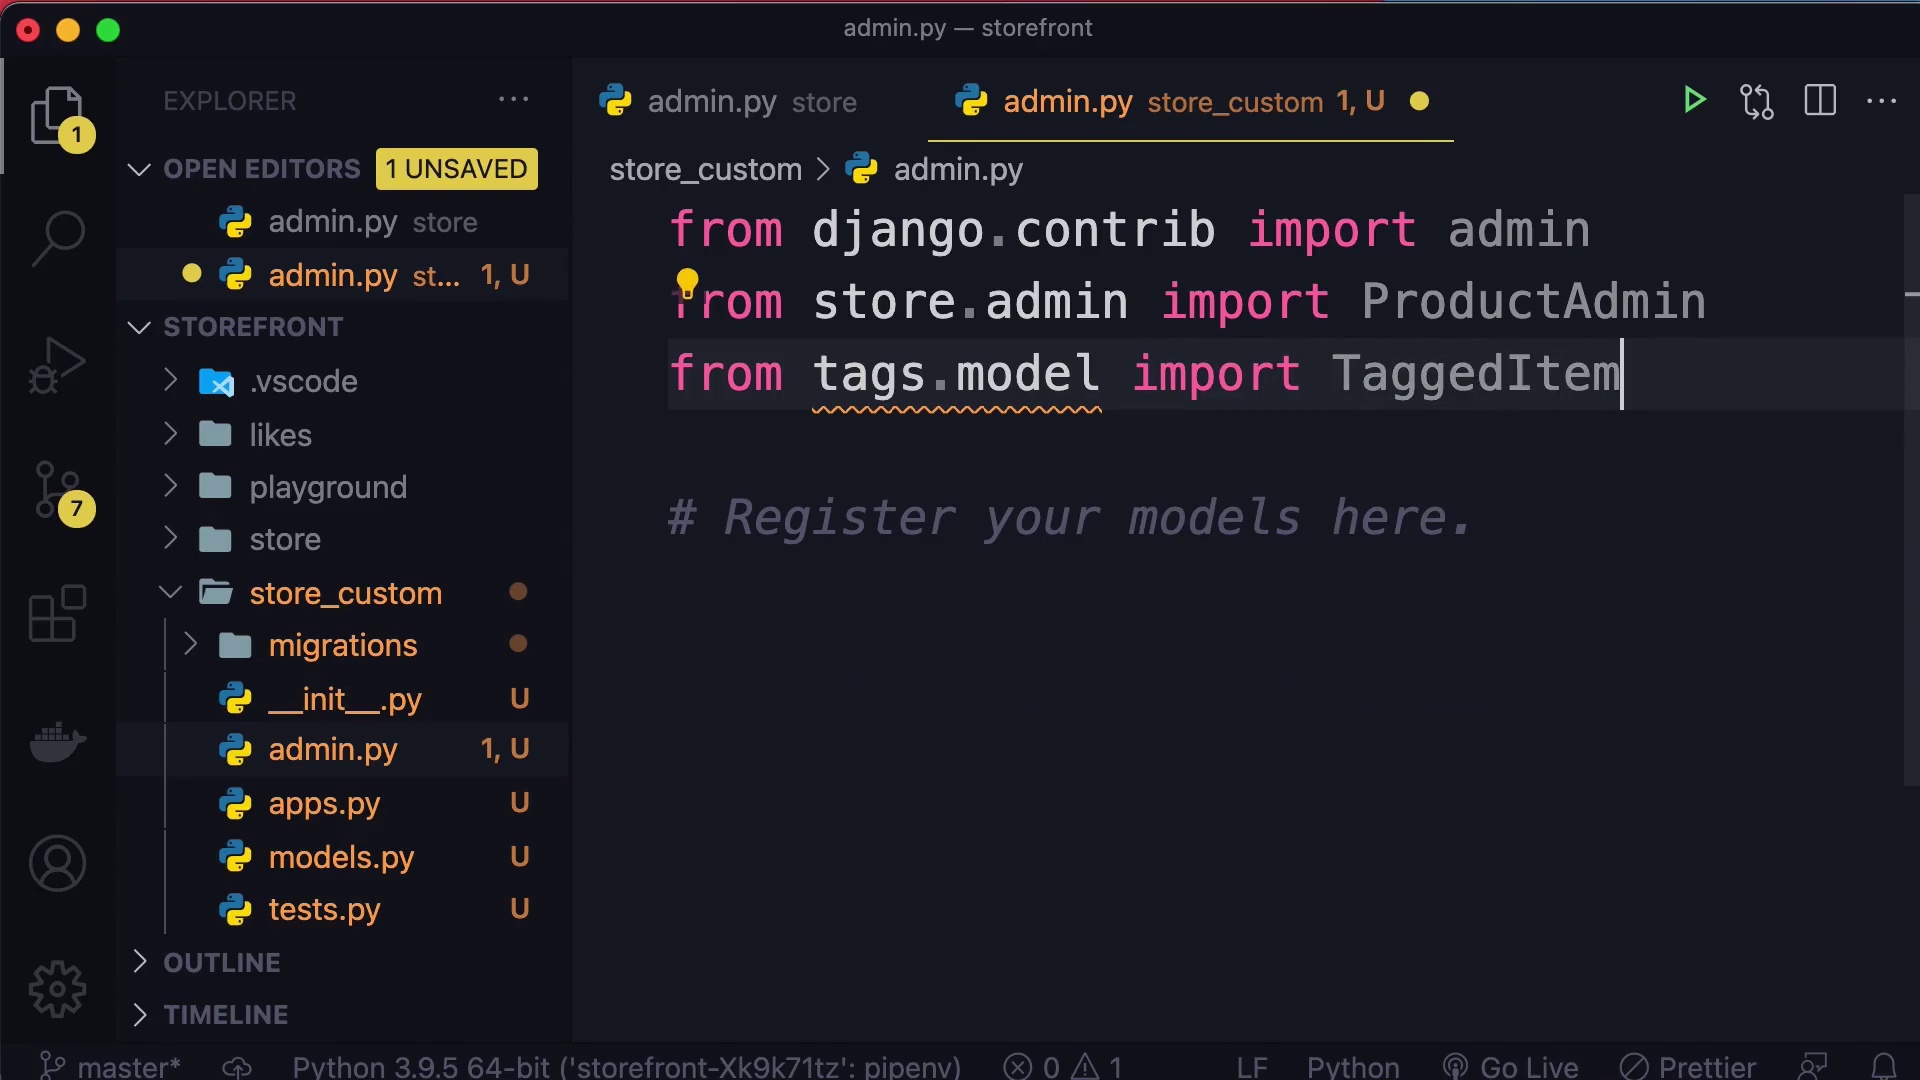 admin.py — storefront
EXPLORER
1
OPEN EDITORS
1 UNSAVED
admin.py store
admin.py st... 1, U
STOREFRONT
.vscode
likes
playground
store
store_custom
migrations
__init__.py U
admin.py 1, U
apps.py U
models.py U
tests.py U
OUTLINE
TIMELINE
7
admin.py store
admin.py store_custom 1, U
store_custom > admin.py
from django.contrib import admin
from store.admin import ProductAdmin
from tags.model import TaggedItem
# Register your models here.
master*
Python 3.9.5 64-bit ('storefront-Xk9k71tz': pipenv)
0
1
LF
Python
Go Live
Prettier